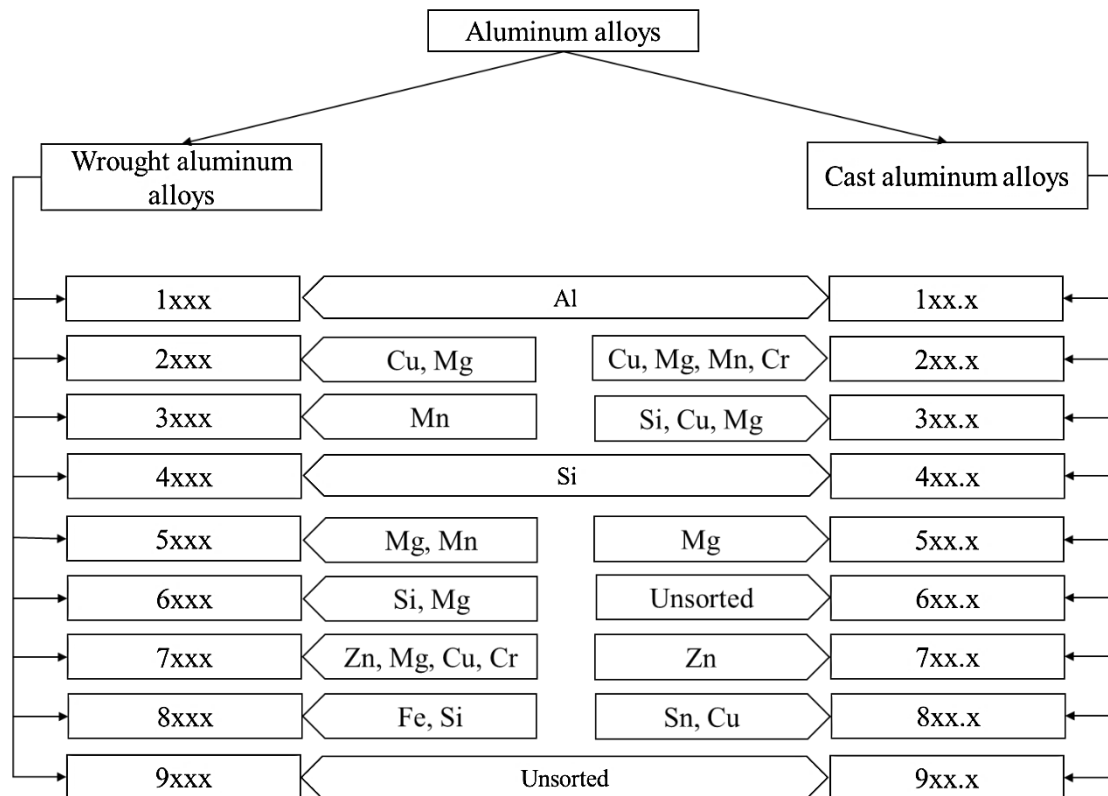 Aluminum alloys
Wrought aluminum
alloys
Cast aluminum alloys
1xxx
Al
1xx.x
2xxx
Cu, Mg
Cu, Mg, Mn, Cr
2xx.x
3xxx
Mn
Si, Cu, Mg
3xx.x
4xxx
Si
4xx.x
5xxx
Mg, Mn
Mg
5xx.x
6xxx
Si, Mg
Unsorted
6xx.x
7xxx
Zn, Mg, Cu, Cr
Zn
7xx.x
8xxx
Fe, Si
Sn, Cu
8xx.x
9xxx
Unsorted
9xx.x